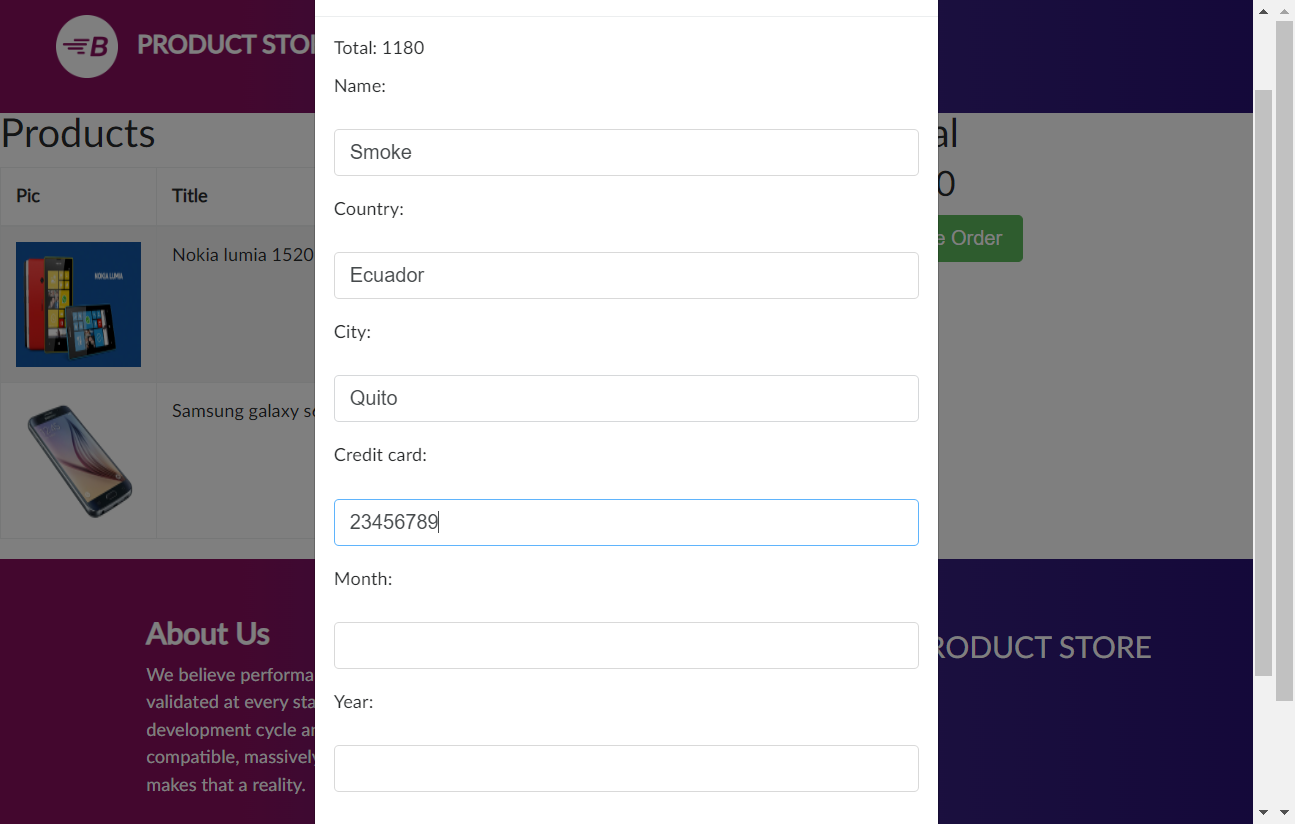 B PRODUCT STO
Total: 1180
Name:
Products
al
Smoke
0
Pic Title
Country:
e Order
Nokia lumia 1520
NOKIA LUMIA
Ecuador
City:
Quito
Samsung galaxy s
Credit card:
23456789
Month:
About Us
RODUCT STORE
We believe performa
validated at every sta
development cycle a
compatible, massively
makes that a reality.
Year: